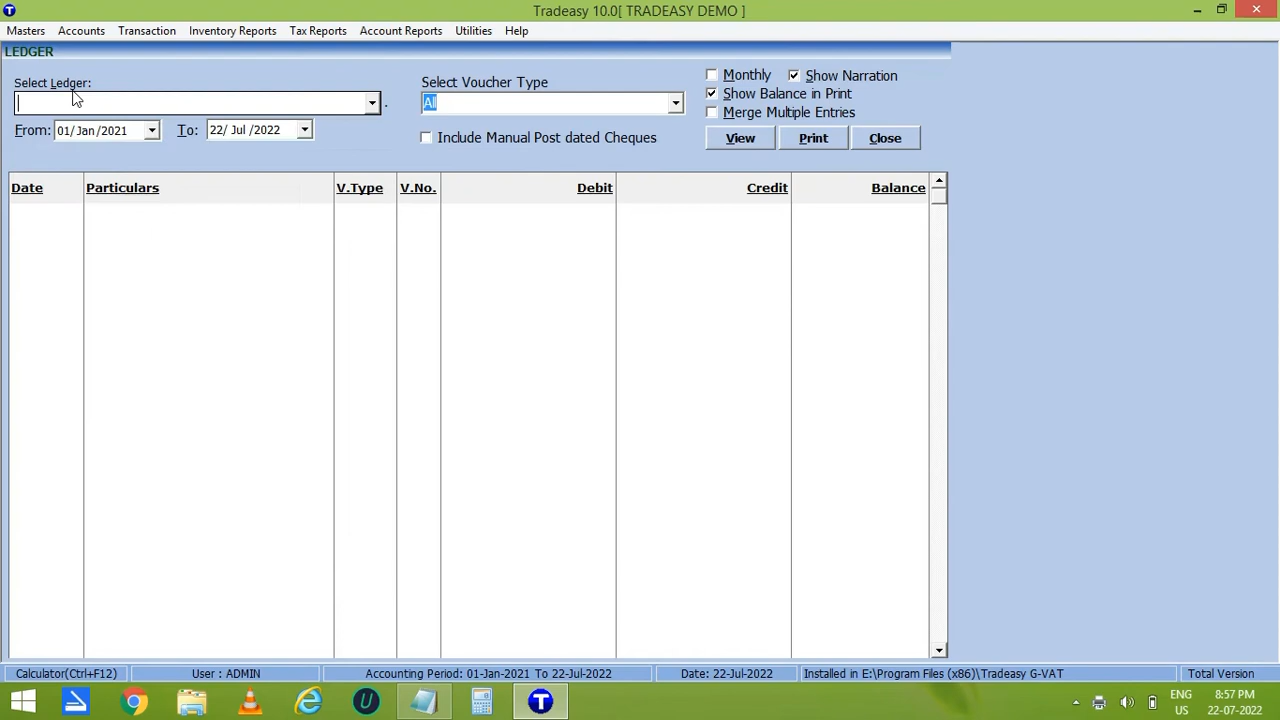 Tradeasy 10.0[ TRADEASY DEMO ]
Masters Accounts Transaction Inventory Reports Tax Reports Account Reports Utilities Help
LEDGER
Select Ledger:
Select Voucher Type
Monthly Show Narration
All
Show Balance in Print
Merge Multiple Entries
From: 01/Jan/2021 To: 22/ Jul /2022
Include Manual Post dated Cheques
View Print Close
Date Particulars V.Type V.No. Debit Credit Balance
Calculator(Ctrl+F12) User : ADMIN Accounting Period: 01-Jan-2021 To 22-Jul-2022 Date: 22-Jul-2022 Installed in E:\Program Files (x86)\Tradeasy G-VAT Total Version
ENG 8:57 PM
US 22-07-2022